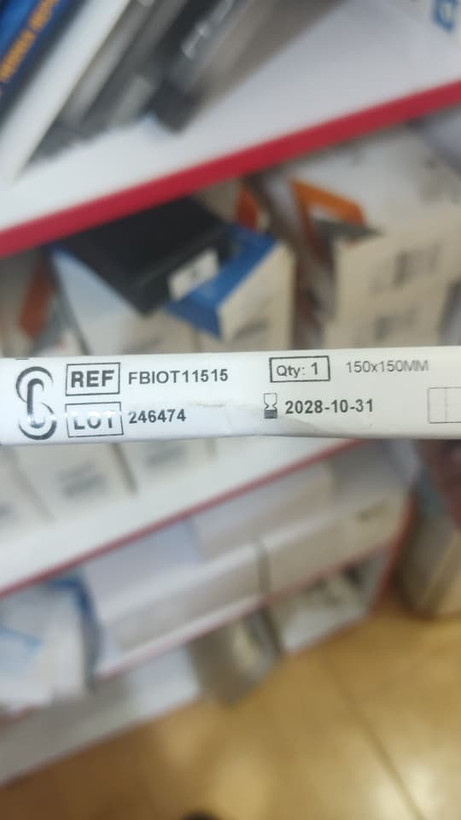 REF FBIOT11515 Qty: 1 150x150MM
LOT 246474 2028-10-31